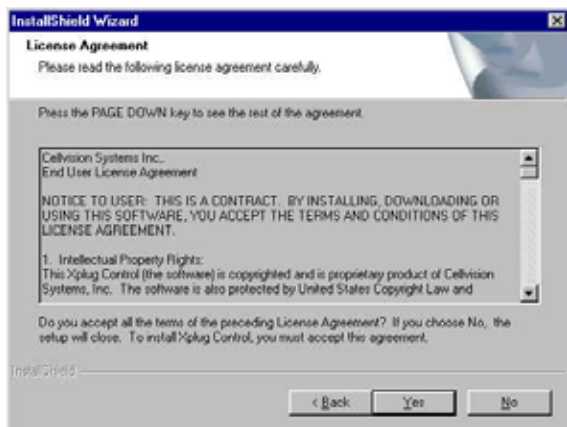 InstallShield Wizard
License Agreement
Please read the following license agreement carefully.
Press the PAGE DOWN key to see the rest of the agreement.
Cellvision Systems Inc,.
End User License Agreement
NOTICE TO USER: THIS IS A CONTRACT. BY INSTALLING, DOWNLOADING OR
USING THIS SOFTWARE, YOU ACCEPT THE TERMS AND CONDITIONS OF THIS
LICENSE AGREEMENT.
1. Intellectual Property Rights:
This Xplug Control (the software) is copyrighted and is proprietary product of Cellvision
Systems, Inc. The software is also protected by United States Copyright Law and
Do you accept all the terms of the preceding License Agreement? If you choose No, the
setup will close. To install Xplug Control, you must accept this agreement.
InstallShield
< Back
Yes
No